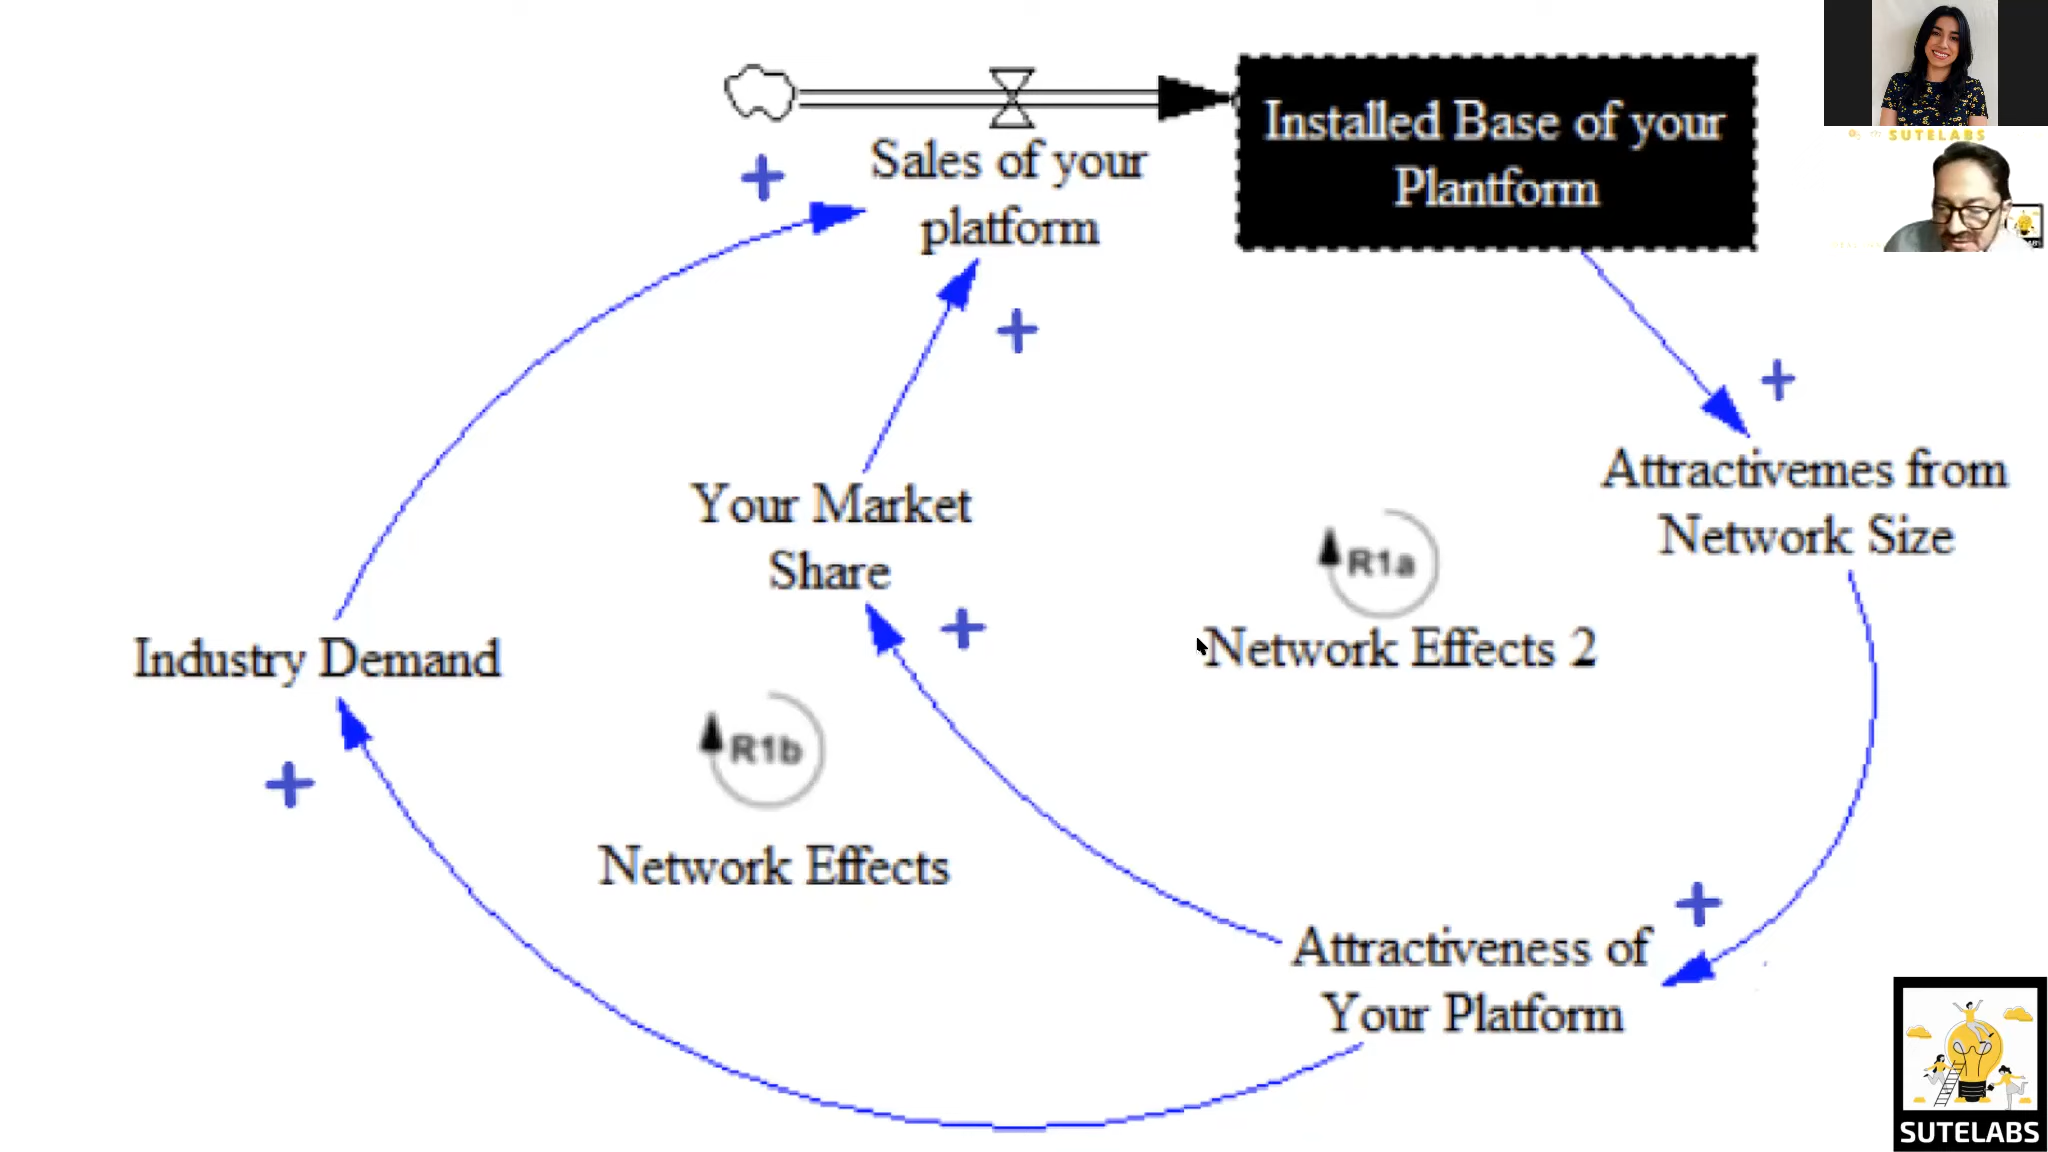 Installed Base of your
Plantform
SUTELABS
Sales of your
platform
+
+
+
Attractivemes from
Network Size
Your Market
Share
R1a
Network Effects 2
+
Industry Demand
R1b
+
Network Effects
+
Attractiveness of
Your Platform
SUTELABS